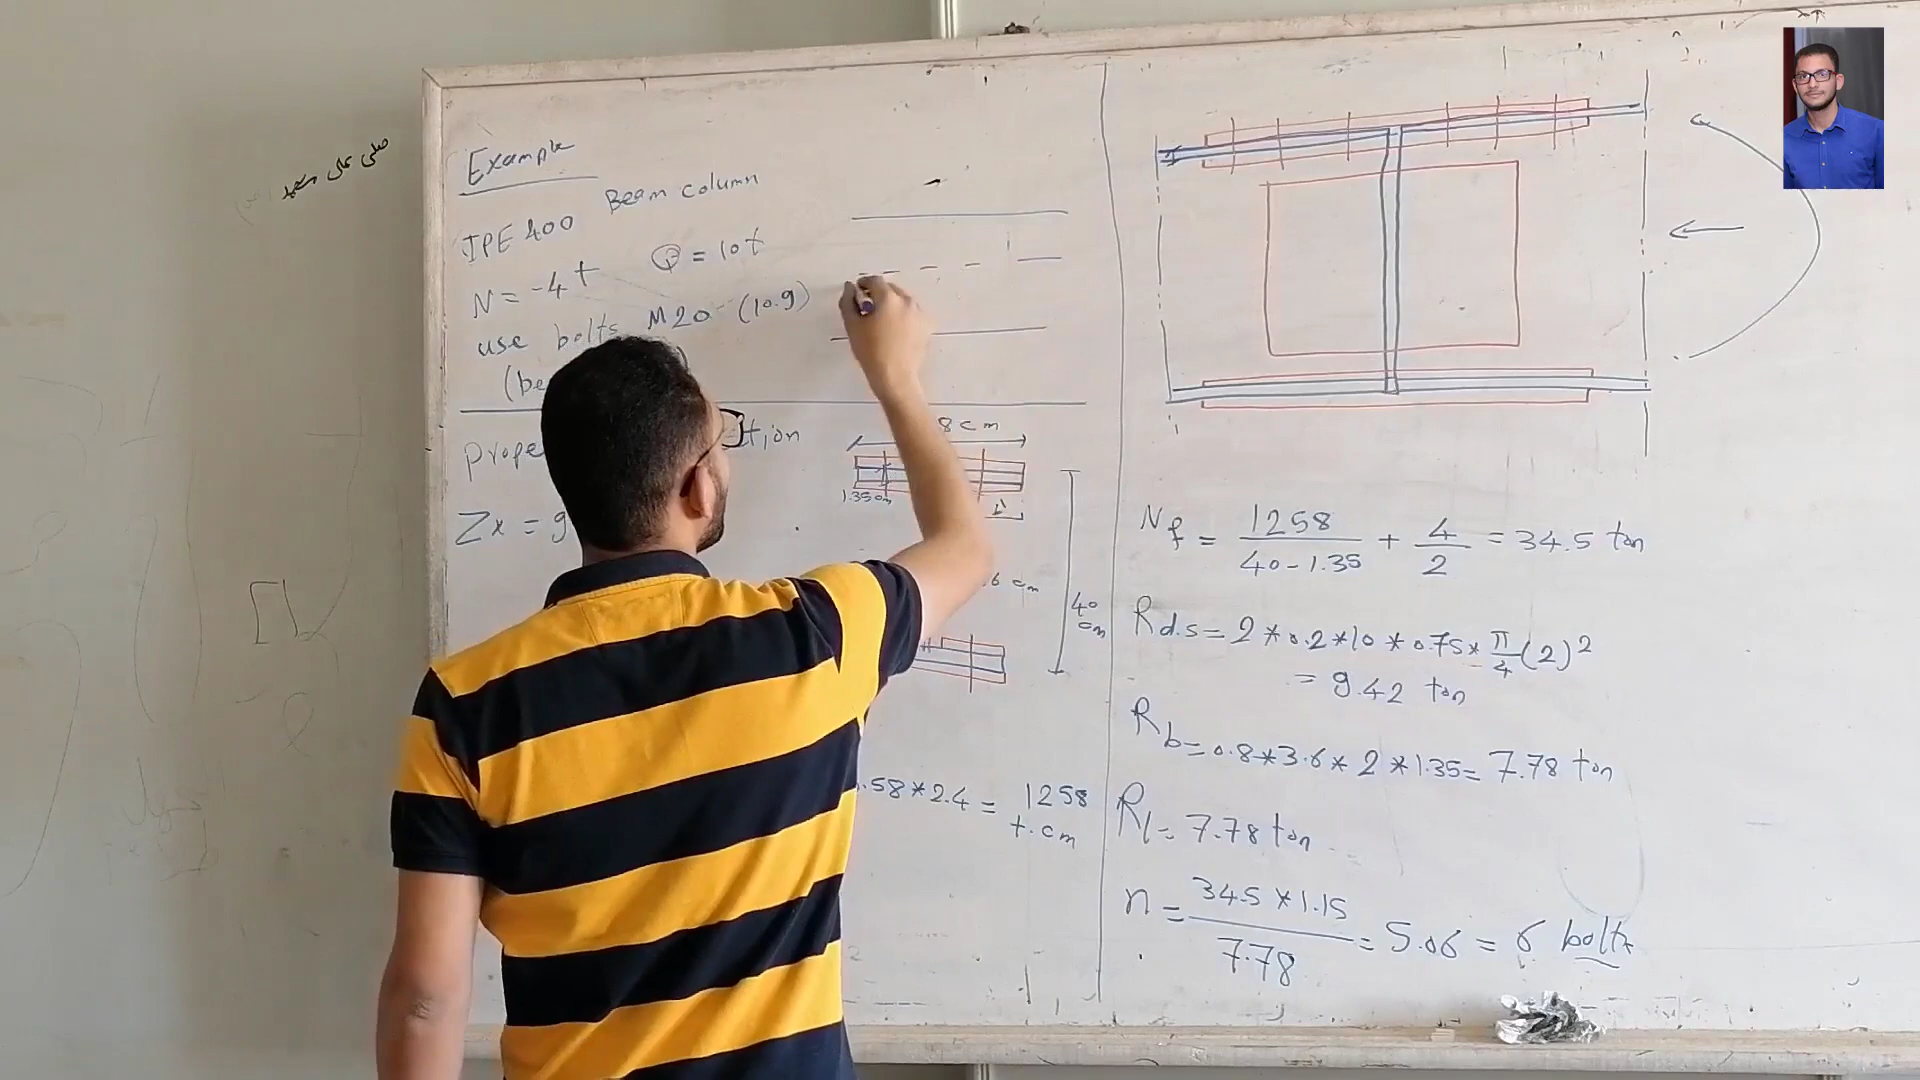 صلى على محمد
Example
IPE 400 Beam column
N = -4t Q = 10t
use bolts M20 (10.9)
(be
prope tion
Zx = 9
8 cm
1.35 cm
.6 cm
40 cm
.58*2.4 = 1258 t.cm
Nf = 1258 / 40-1.35 + 4/2 = 34.5 ton
Rd.s = 2*0.2*10*0.75*π/4(2)²
= 9.42 ton
Rb = 0.8*3.6*2*1.35 = 7.78 ton
Rl = 7.78 ton
n = 34.5*1.15 / 7.78 = 5.06 = 6 bolts